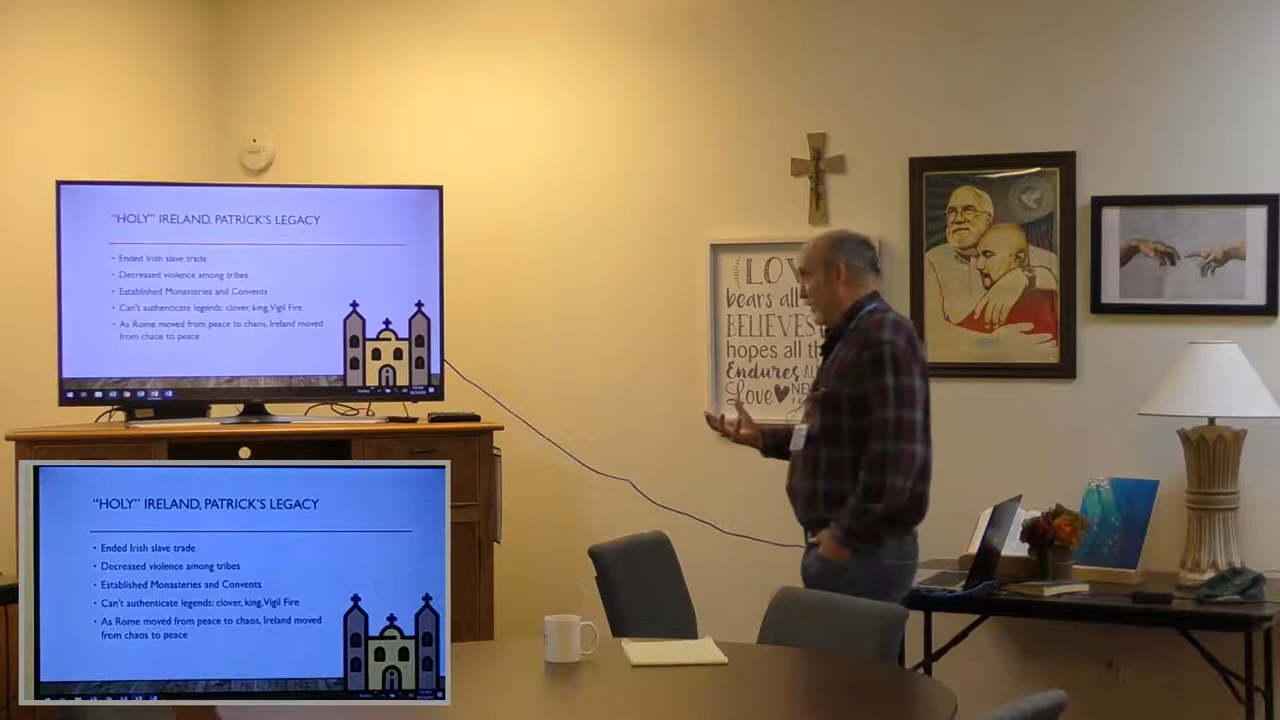 “HOLY” IRELAND, PATRICK’S LEGACY
• Ended Irish slave trade
• Decreased violence among tribes
• Established Monasteries and Convents
• Can’t authenticate legends: clover, king, Vigil Fire
• As Rome moved from peace to chaos, Ireland moved
from chaos to peace
LOV
bears all
BELIEVES
hopes all th
Endures
Love
“HOLY” IRELAND, PATRICK’S LEGACY
• Ended Irish slave trade
• Decreased violence among tribes
• Established Monasteries and Convents
• Can’t authenticate legends: clover, king, Vigil Fire
• As Rome moved from peace to chaos, Ireland moved
from chaos to peace